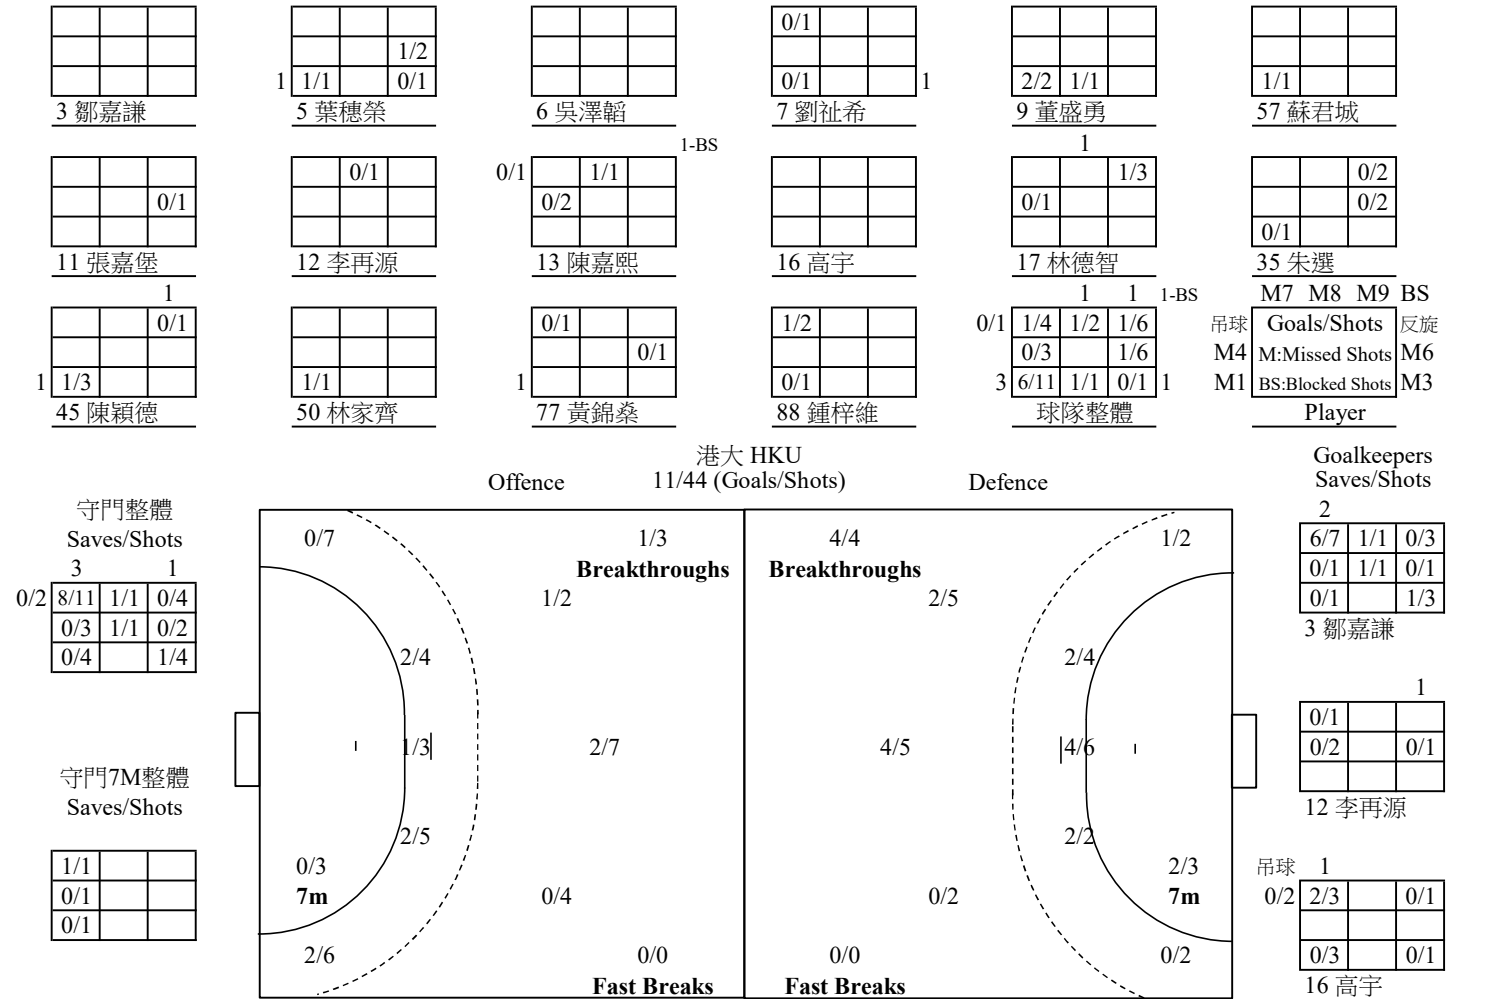 0/1
1/2
1 1/1 0/1 0/1 1 2/2 1/1 1/1
3 鄒嘉謙 5 葉穗榮 6 吳澤韜 7 劉祉希 9 董盛勇 57 蘇君城
1-BS 1
0/1 0/1 1/1 1/3 0/2
0/1 0/2 0/1 0/2
0/1
11 張嘉堡 12 李再源 13 陳嘉熙 16 高宇 17 林德智 35 朱選
1 1 1 1-BS M7 M8 M9 BS
0/1 0/1 1/2 0/1 1/4 1/2 1/6 吊球 Goals/Shots 反旋
0/1 0/3 1/6 M4 M:Missed Shots M6
1 1/3 1/1 1 0/1 3 6/11 1/1 0/1 1 M1 BS:Blocked Shots M3
45 陳穎德 50 林家齊 77 黃錦燊 88 鍾梓維 球隊整體 Player
港大 HKU
Offence 11/44 (Goals/Shots) Defence
守門整體
Saves/Shots
3 1
0/2 8/11 1/1 0/4
0/3 1/1 0/2
0/4 1/4
守門7M整體
Saves/Shots
1/1
0/1
0/1
0/7 1/3 4/4 1/2
Breakthroughs Breakthroughs
1/2 2/5
2/4 2/4
1/3 2/7 4/5 4/6
2/5 2/2
0/3 2/3
7m 0/4 0/2 7m
2/6 0/0 0/0 0/2
Fast Breaks Fast Breaks
Goalkeepers
Saves/Shots
2
6/7 1/1 0/3
0/1 1/1 0/1
0/1 1/3
3 鄒嘉謙
1
0/1
0/2 0/1
12 李再源
吊球 1
0/2 2/3 0/1
0/3 0/1
16 高宇